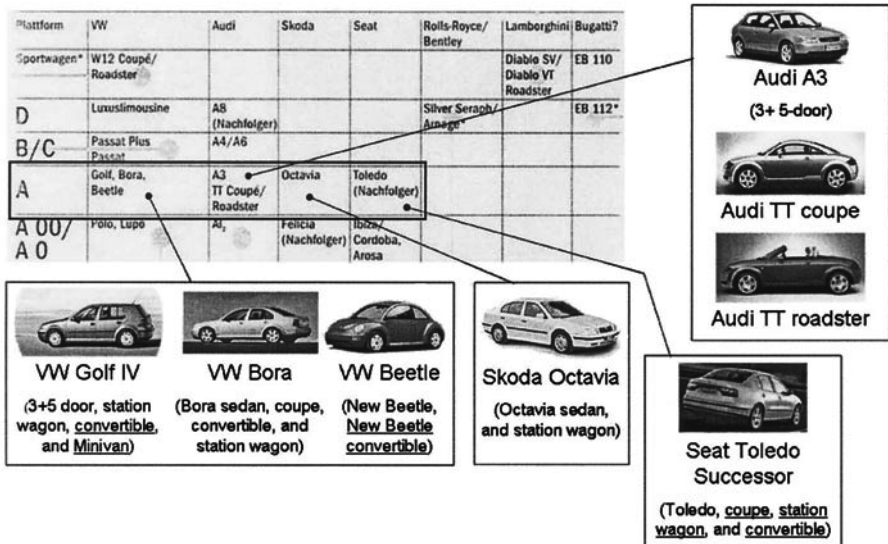 Plattform VW Audi Skoda Seat Rolls-Royce/ Lamborghini Bugatti?
Bentley
Sportwagen* W12 Coupé/ Diablo SV/ EB 110
Roadster Diablo VT
Roadster
D Luxuslimousine A8 Silver Seraph/ EB 112*
(Nachfolger) Arnage*
B/C Passat Plus A4/A6
Passat
A Golf, Bora, A3 Octavia Toledo
Beetle TT Coupé/ (Nachfolger)
Roadster
A 00/ Polo, Lupo Felicia Ibiza/
A 0 (Nachfolger) Cordoba,
Arosa
Audi A3
(3+ 5-door)
Audi TT coupe
Audi TT roadster
VW Golf IV
(3+5 door, station
wagon, convertible,
and Minivan)
VW Bora
(Bora sedan, coupe,
convertible, and
station wagon)
VW Beetle
(New Beetle,
New Beetle
convertible)
Skoda Octavia
(Octavia sedan,
and station wagon)
Seat Toledo
Successor
(Toledo, coupe, station
wagon, and convertible)